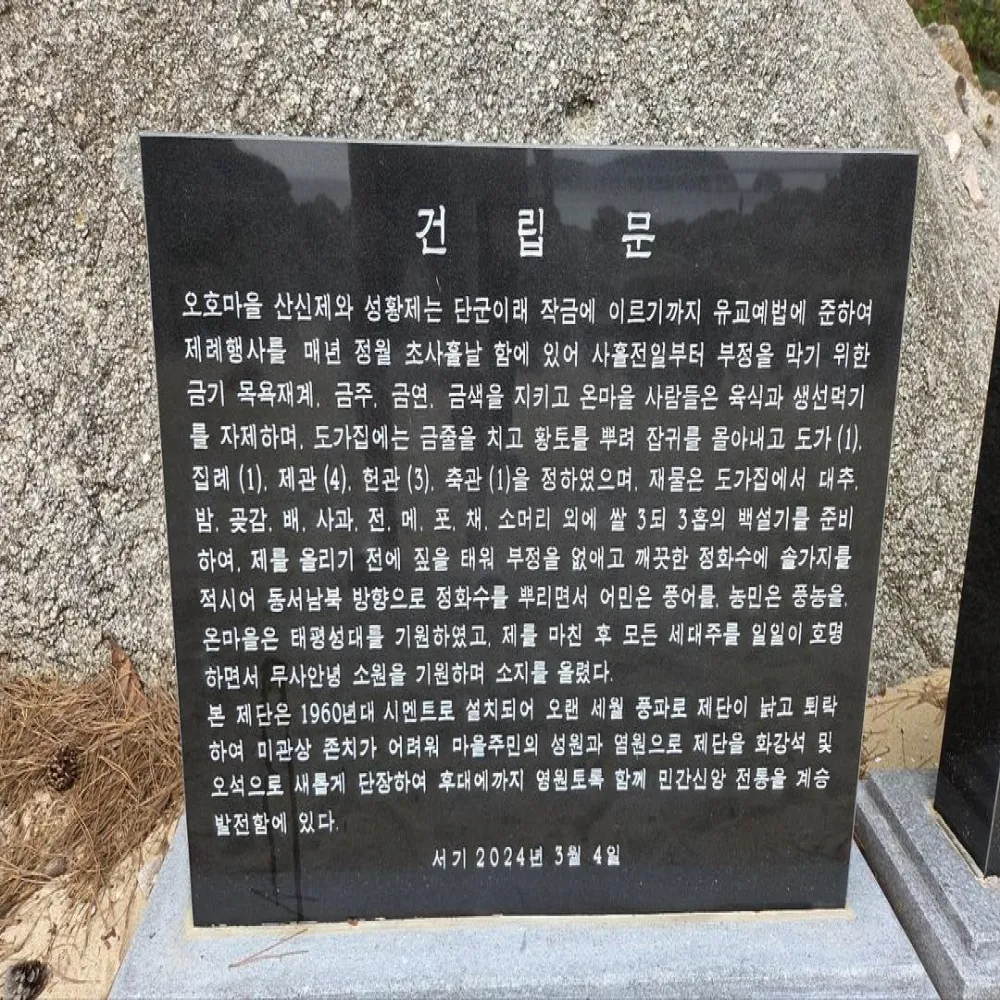 건 립 문
오호마을 산신제와 성황제는 단군이래 작금에 이르기까지 유교예법에 준하여
제례행사를 매년 정월 초사흘날 함에 있어 사흘전일부터 부정을 막기 위한
금기 목욕재계, 금주, 금연, 금색을 지키고 온마을 사람들은 육식과 생선먹기
를 자제하며, 도가집에는 금줄을 치고 황토를 뿌려 잡귀를 몰아내고 도가(1),
집례(1), 제관(4), 헌관(3), 축관(1)을 정하였으며, 재물은 도가집에서 대추,
밤, 곶감, 배, 사과, 전, 메, 포, 채, 소머리 외에 쌀 3되 3홉의 백설기를 준비
하여, 제를 올리기 전에 짚을 태워 부정을 없애고 깨끗한 정화수에 솔가지를
적시어 동서남북 방향으로 정화수를 뿌리면서 어민은 풍어를, 농민은 풍농을,
온마을은 태평성대를 기원하였고, 제를 마친 후 모든 세대주를 일일이 호명
하면서 무사안녕 소원을 기원하며 소지를 올렸다.
본 제단은 1960년대 시멘트로 설치되어 오랜 세월 풍파로 제단이 낡고 퇴락
하여 미관상 존치가 어려워 마을주민의 성원과 염원으로 제단을 화강석 및
오석으로 새롭게 단장하여 후대에까지 영원토록 함께 민간신앙 전통을 계승
발전함에 있다.
서기 2024년 3월 4일